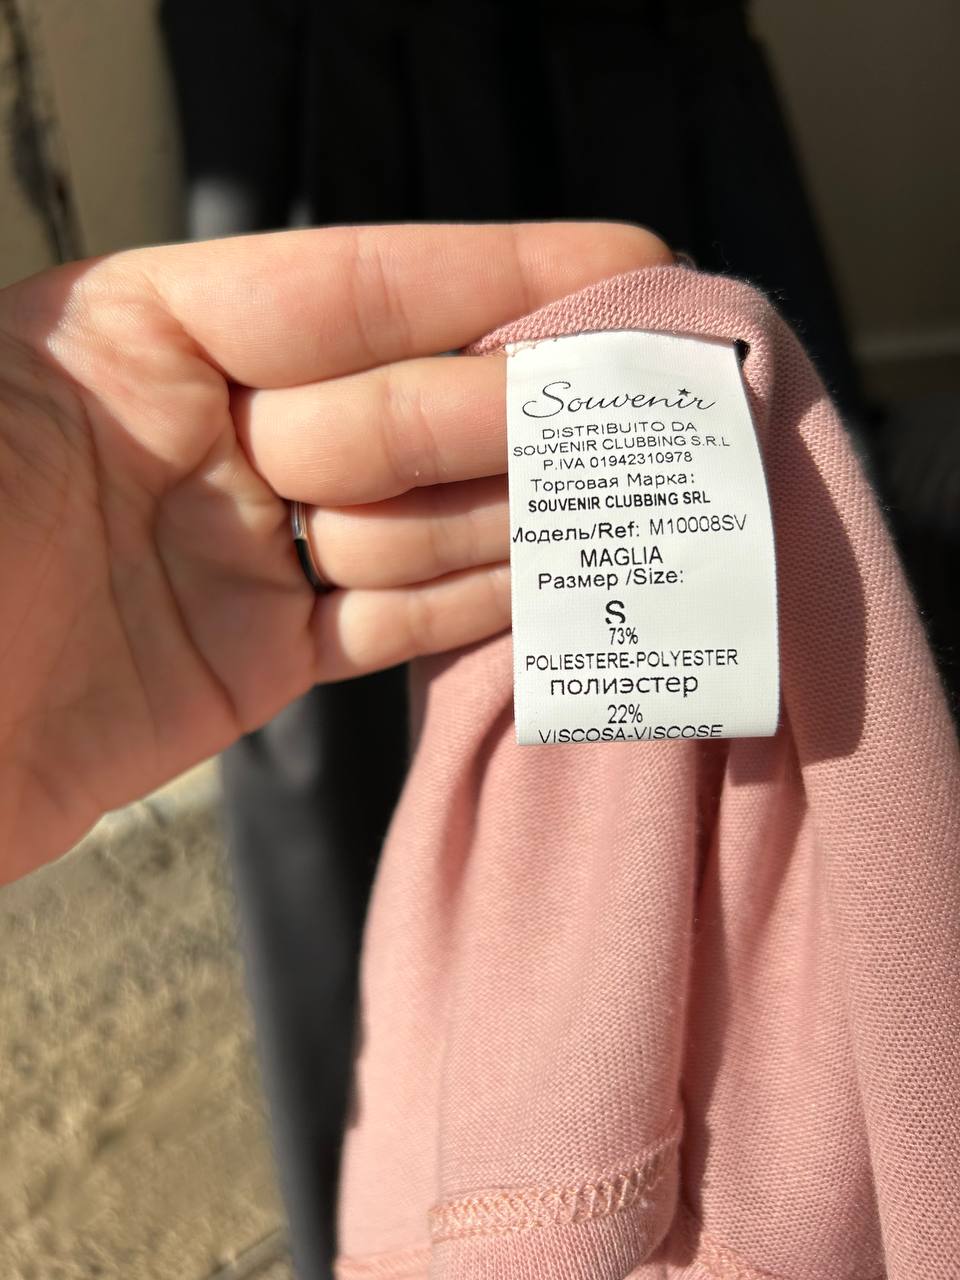 Souvenir
DISTRIBUITO DA
SOUVENIR CLUBBING S.R.L
P.IVA 01942310978
Торговая Марка:
SOUVENIR CLUBBING SRL
Модель/Ref: M10008SV
MAGLIA
Размер /Size:
S
73%
POLIESTERE-POLYESTER
полиэстер
22%
VISCOSA-VISCOSE